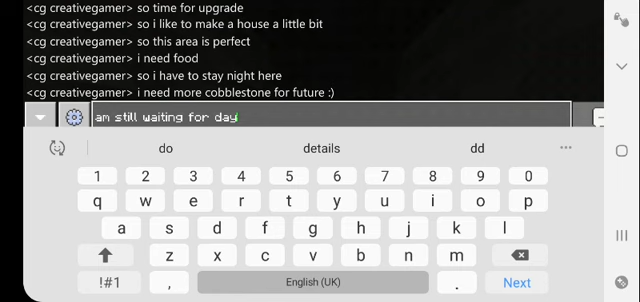 <cg creativegamer> so time for upgrade
<cg creativegamer> so i like to make a house a little bit
<cg creativegamer> so this area is perfect
<cg creativegamer> i need food
<cg creativegamer> so i have to stay night here
<cg creativegamer> i need more cobblestone for future :)
am still waiting for day
do details dd ...
1 2 3 4 5 6 7 8 9 0
q w e r t y u i o p
a s d f g h j k l
z x c v b n m
!#1 , English (UK) . Next